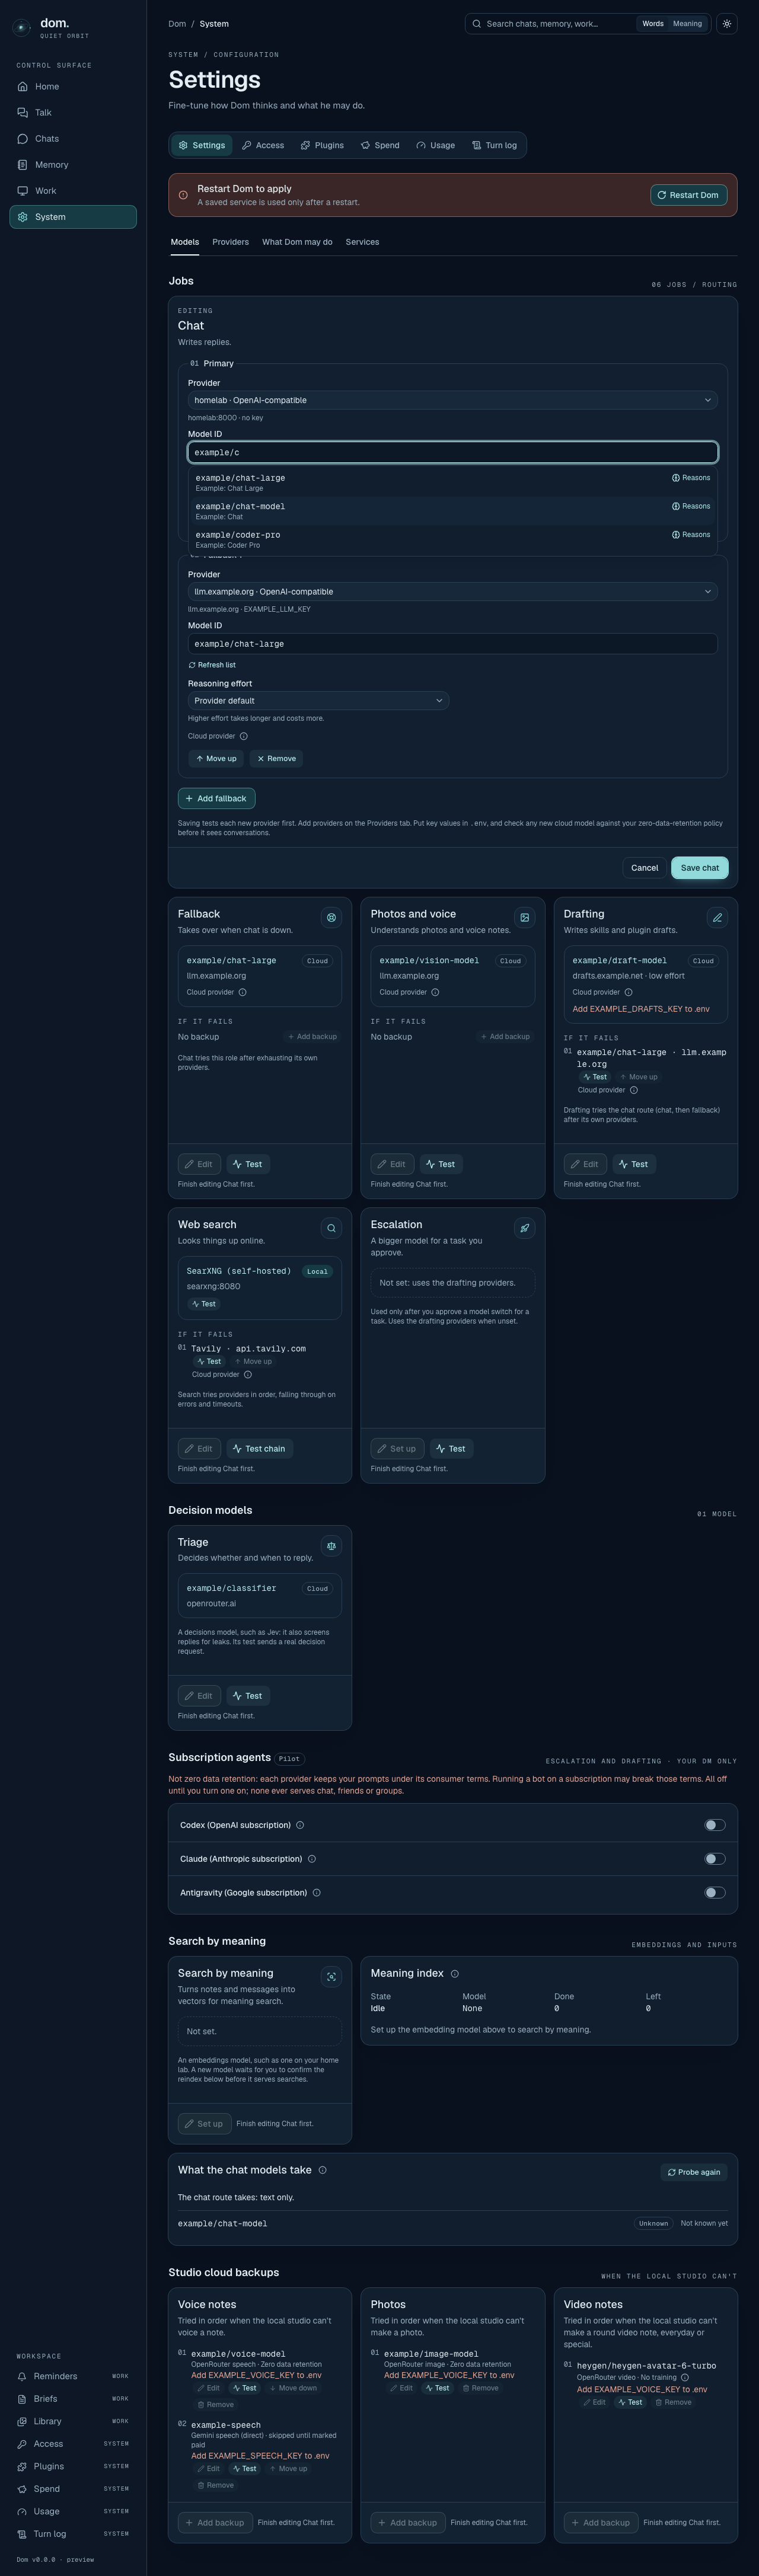 dom.
QUIET ORBIT
CONTROL SURFACE
Home
Talk
Chats
Memory
Work
System
WORKSPACE
Reminders WORK
Briefs WORK
Library WORK
Access SYSTEM
Plugins SYSTEM
Spend SYSTEM
Usage SYSTEM
Turn log SYSTEM
Dom v0.0.0 · preview
Dom / System
Search chats, memory, work... Words Meaning
SYSTEM / CONFIGURATION
Settings
Fine-tune how Dom thinks and what he may do.
Settings Access Plugins Spend Usage Turn log
Restart Dom to apply
A saved service is used only after a restart.
Restart Dom
Models Providers What Dom may do Services
Jobs
06 JOBS / ROUTING
EDITING
Chat
Writes replies.
01 Primary
Provider
homelab · OpenAI-compatible
homelab:8000 · no key
Model ID
example/c
example/chat-large Reasons
Example: Chat Large
example/chat-model Reasons
Example: Chat
example/coder-pro Reasons
Example: Coder Pro
Provider
llm.example.org · OpenAI-compatible
llm.example.org · EXAMPLE_LLM_KEY
Model ID
example/chat-large
Refresh list
Reasoning effort
Provider default
Higher effort takes longer and costs more.
Cloud provider
Move up Remove
Add fallback
Saving tests each new provider first. Add providers on the Providers tab. Put key values in .env, and check any new cloud model against your zero-data-retention policy
before it sees conversations.
Cancel Save chat
Fallback
Takes over when chat is down.
example/chat-large Cloud
llm.example.org
Cloud provider
IF IT FAILS
No backup Add backup
Chat tries this role after exhausting its own
providers.
Edit Test
Finish editing Chat first.
Photos and voice
Understands photos and voice notes.
example/vision-model Cloud
llm.example.org
Cloud provider
IF IT FAILS
No backup Add backup
Edit Test
Finish editing Chat first.
Drafting
Writes skills and plugin drafts.
example/draft-model Cloud
drafts.example.net · low effort
Cloud provider
Add EXAMPLE_DRAFTS_KEY to .env
IF IT FAILS
01 example/chat-large · llm.examp
le.org
Test Move up
Cloud provider
Drafting tries the chat route (chat, then fallback)
after its own providers.
Edit Test
Finish editing Chat first.
Web search
Looks things up online.
SearXNG (self-hosted) Local
searxng:8080
Test
IF IT FAILS
01 Tavily · api.tavily.com
Test Move up
Cloud provider
Search tries providers in order, falling through on
errors and timeouts.
Edit Test chain
Finish editing Chat first.
Escalation
A bigger model for a task you
approve.
Not set: uses the drafting providers.
Used only after you approve a model switch for a
task. Uses the drafting providers when unset.
Set up Test
Finish editing Chat first.
Decision models
01 MODEL
Triage
Decides whether and when to reply.
example/classifier Cloud
openrouter.ai
A decisions model, such as Jev: it also screens
replies for leaks. Its test sends a real decision
request.
Edit Test
Finish editing Chat first.
Subscription agents Pilot
ESCALATION AND DRAFTING · YOUR DM ONLY
Not zero data retention: each provider keeps your prompts under its consumer terms. Running a bot on a subscription may break those terms. All off
until you turn one on; none ever serves chat, friends or groups.
Codex (OpenAI subscription)
Claude (Anthropic subscription)
Antigravity (Google subscription)
Search by meaning
EMBEDDINGS AND INPUTS
Search by meaning
Turns notes and messages into
vectors for meaning search.
Not set.
An embeddings model, such as one on your home
lab. A new model waits for you to confirm the
reindex below before it serves searches.
Set up Finish editing Chat first.
Meaning index
State Model Done Left
Idle None 0 0
Set up the embedding model above to search by meaning.
What the chat models take
Probe again
The chat route takes: text only.
example/chat-model Unknown Not known yet
Studio cloud backups
WHEN THE LOCAL STUDIO CAN'T
Voice notes
Tried in order when the local studio can't
voice a note.
01 example/voice-model
OpenRouter speech · Zero data retention
Add EXAMPLE_VOICE_KEY to .env
Edit Test Move down
Remove
02 example-speech
Gemini speech (direct) · skipped until marked
paid
Add EXAMPLE_SPEECH_KEY to .env
Edit Test Move up
Remove
Add backup Finish editing Chat first.
Photos
Tried in order when the local studio can't
make a photo.
01 example/image-model
OpenRouter image · Zero data retention
Add EXAMPLE_VOICE_KEY to .env
Edit Test Remove
Add backup Finish editing Chat first.
Video notes
Tried in order when the local studio can't
make a round video note, everyday or
special.
01 heygen/heygen-avatar-6-turbo
OpenRouter video · No training
Add EXAMPLE_VOICE_KEY to .env
Edit Test Remove
Add backup Finish editing Chat first.